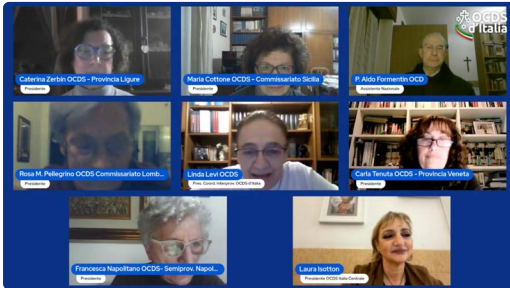 OCDS
d'Italia
Caterina Zerbin OCDS - Provincia Ligure
Presidente
Maria Cottone OCDS - Commissariato Sicilia
Presidente
P. Aldo Formentin OCD
Assistente Nazionale
Rosa M. Pellegrino OCDS Commissariato Lomb...
Presidente
Linda Levi OCDS
Pres. Coord. Interprov. OCDS d'Italia
Carla Tenuta OCDS - Provincia Veneta
Presidente
Francesca Napolitano OCDS- Semiprov. Napol...
Presidente
Laura Isotton
Presidente OCDS Italia Centrale